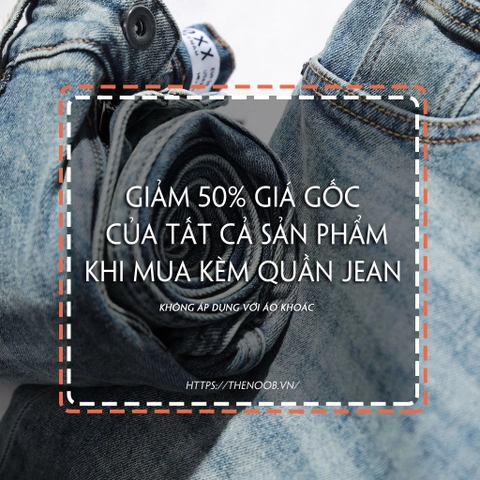 GIẢM 50% GIÁ GỐC
CỦA TẤT CẢ SẢN PHẨM
KHI MUA KÈM QUẦN JEAN
KHÔNG ÁP DỤNG VỚI ÁO KHOÁC
HTTPS://THENOOB.VN/